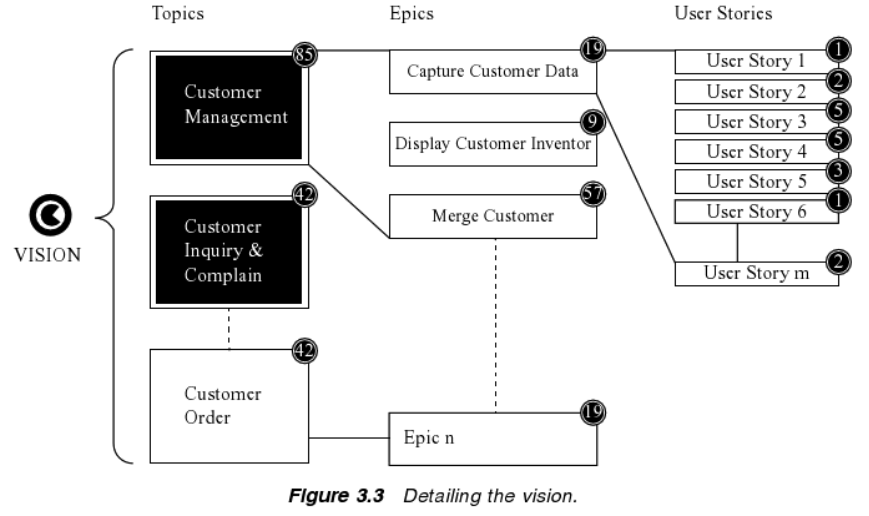 Topics
Epics
User Stories
85
Customer
Management
19
Capture Customer Data
1
User Story 1
2
User Story 2
5
User Story 3
5
User Story 4
3
User Story 5
1
User Story 6
2
User Story m
9
Display Customer Inventor
57
Merge Customer
42
Customer
Inquiry &
Complain
VISION
42
Customer
Order
19
Epic n
Figure 3.3 Detailing the vision.